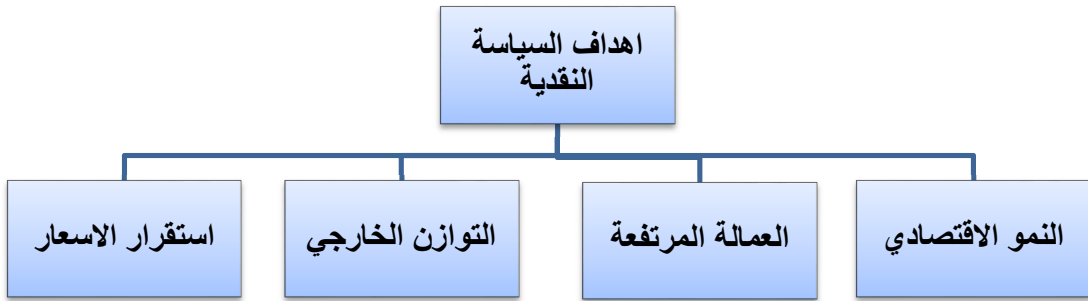 اهداف السياسة
النقدية
النمو الاقتصادي
العمالة المرتفعة
التوازن الخارجي
استقرار الاسعار